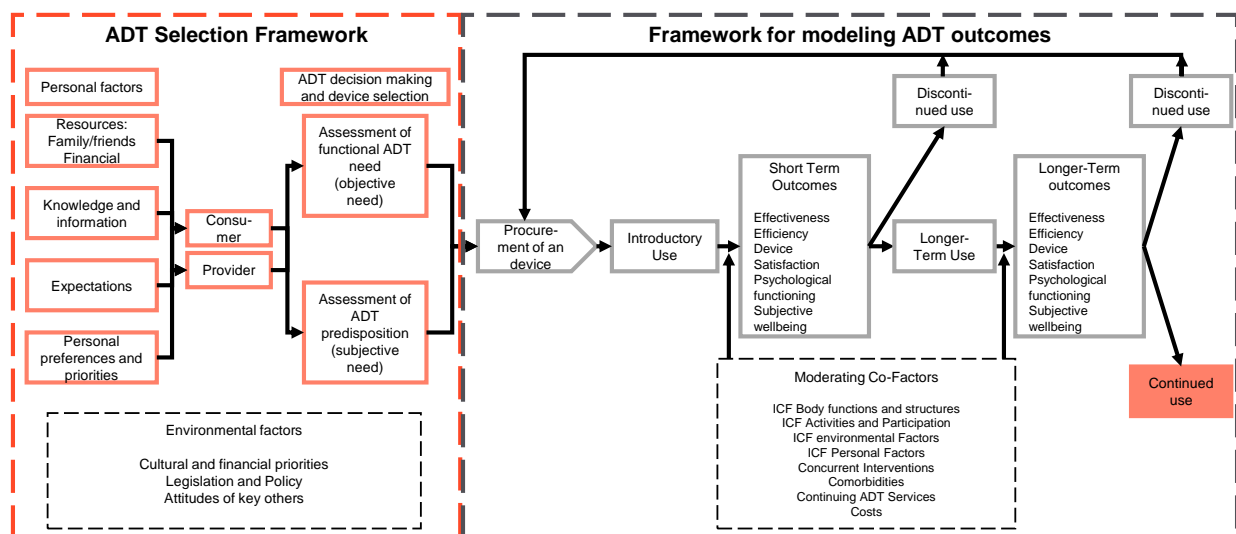 ADT Selection Framework
Personal factors
Resources:
Family/friends
Financial
Knowledge and
information
Expectations
Personal
preferences and
priorities
Consu-
mer
Provider
ADT decision making
and device selection
Assessment of
functional ADT
need
(objective
need)
Assessment of
ADT
predisposition
(subjective
need)
Environmental factors
Cultural and financial priorities
Legislation and Policy
Attitudes of key others
Framework for modeling ADT outcomes
Procure-
ment of an
device
Introductory
Use
Short Term
Outcomes
Effectiveness
Efficiency
Device
Satisfaction
Psychological
functioning
Subjective
wellbeing
Disconti-
nued use
Longer-
Term Use
Longer-Term
outcomes
Effectiveness
Efficiency
Device
Satisfaction
Psychological
functioning
Subjective
wellbeing
Disconti-
nued use
Continued
use
Moderating Co-Factors
ICF Body functions and structures
ICF Activities and Participation
ICF environmental Factors
ICF Personal Factors
Concurrent Interventions
Comorbidities
Continuing ADT Services
Costs